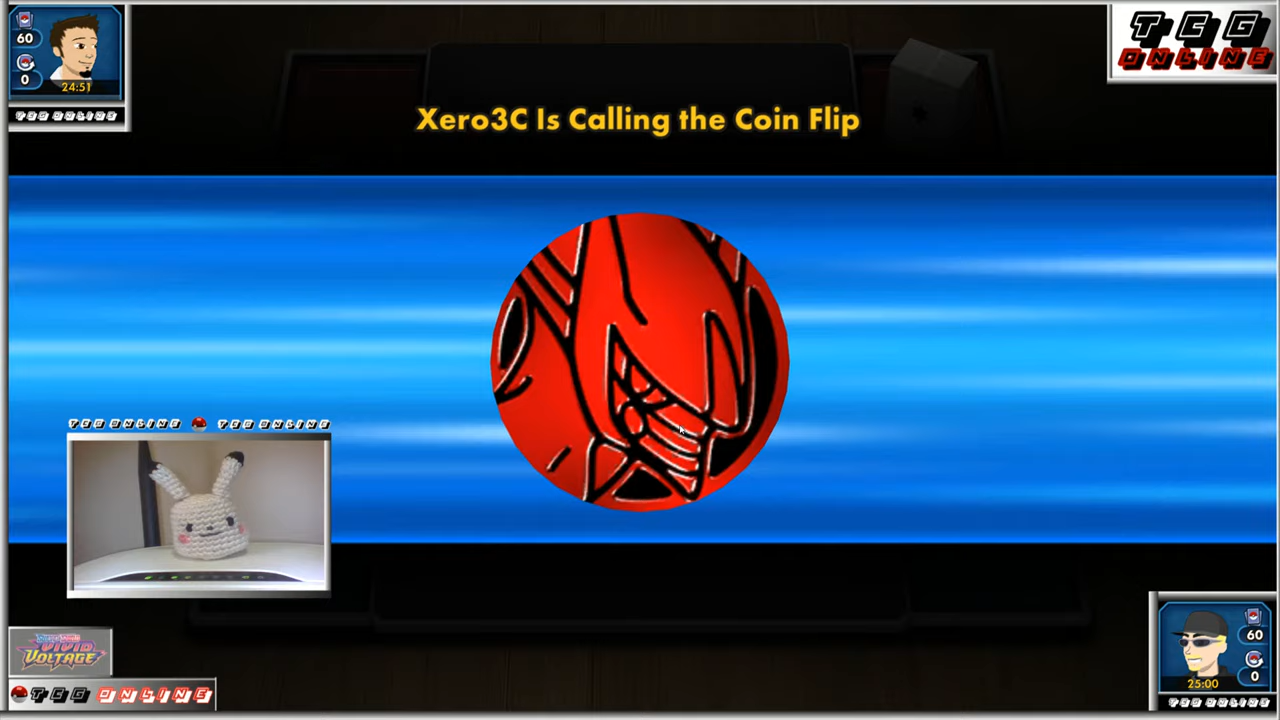 60
0
24:51
TCG ONLINE
TCG
ONLINE
Xero3C Is Calling the Coin Flip
TCG ONLINE TCG ONLINE
VIVID
VOLTAGE
TCG ONLINE
60
0
25:00
TCG ONLINE